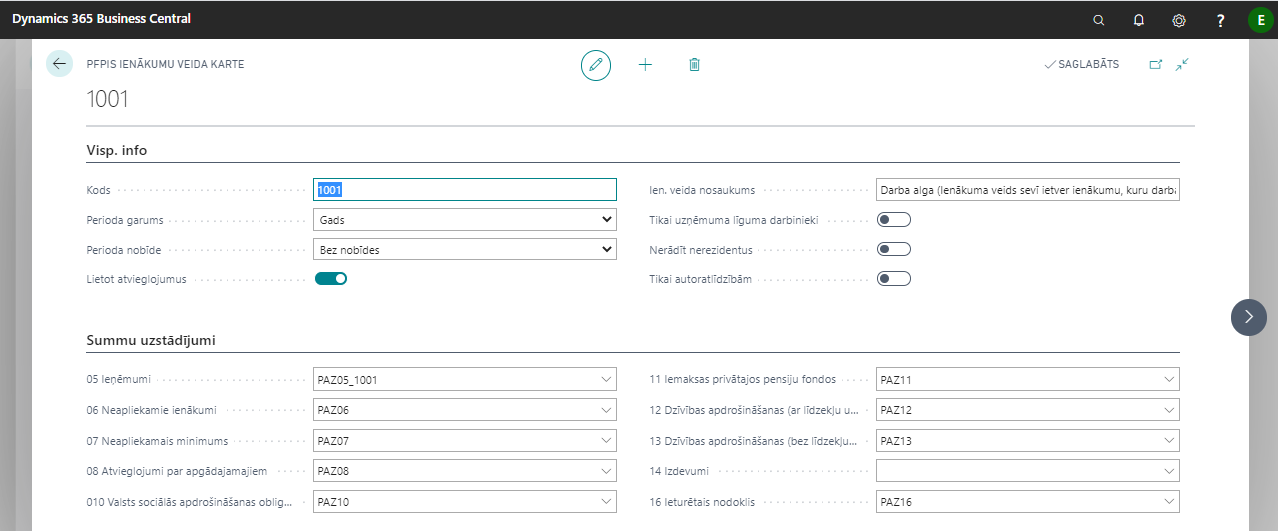 Dynamics 365 Business Central
?
E
PFPIS IENĀKUMU VEIDA KARTE
SAGLABĀTS
1001
Visp. info
Kods 1001
Ien. veida nosaukums Darba alga (Ienākuma veids sevī ietver ienākumu, kuru darba
Perioda garums Gads
Tikai uzņēmuma līguma darbinieki
Perioda nobīde Bez nobīdes
Nerādīt nerezidentus
Lietot atvieglojumus
Tikai autoratlīdzībām
Summu uzstādījumi
05 Ieņēmumi PAZ05_1001
11 Iemaksas privātajos pensiju fondos PAZ11
06 Neapliekamie ienākumi PAZ06
12 Dzīvības apdrošināšanas (ar līdzekļu u... PAZ12
07 Neapliekamais minimums PAZ07
13 Dzīvības apdrošināšanas (bez līdzekļu... PAZ13
08 Atvieglojumi par apgādājamajiem PAZ08
14 Izdevumi
010 Valsts sociālās apdrošināšanas oblig... PAZ10
16 Ieturētais nodoklis PAZ16